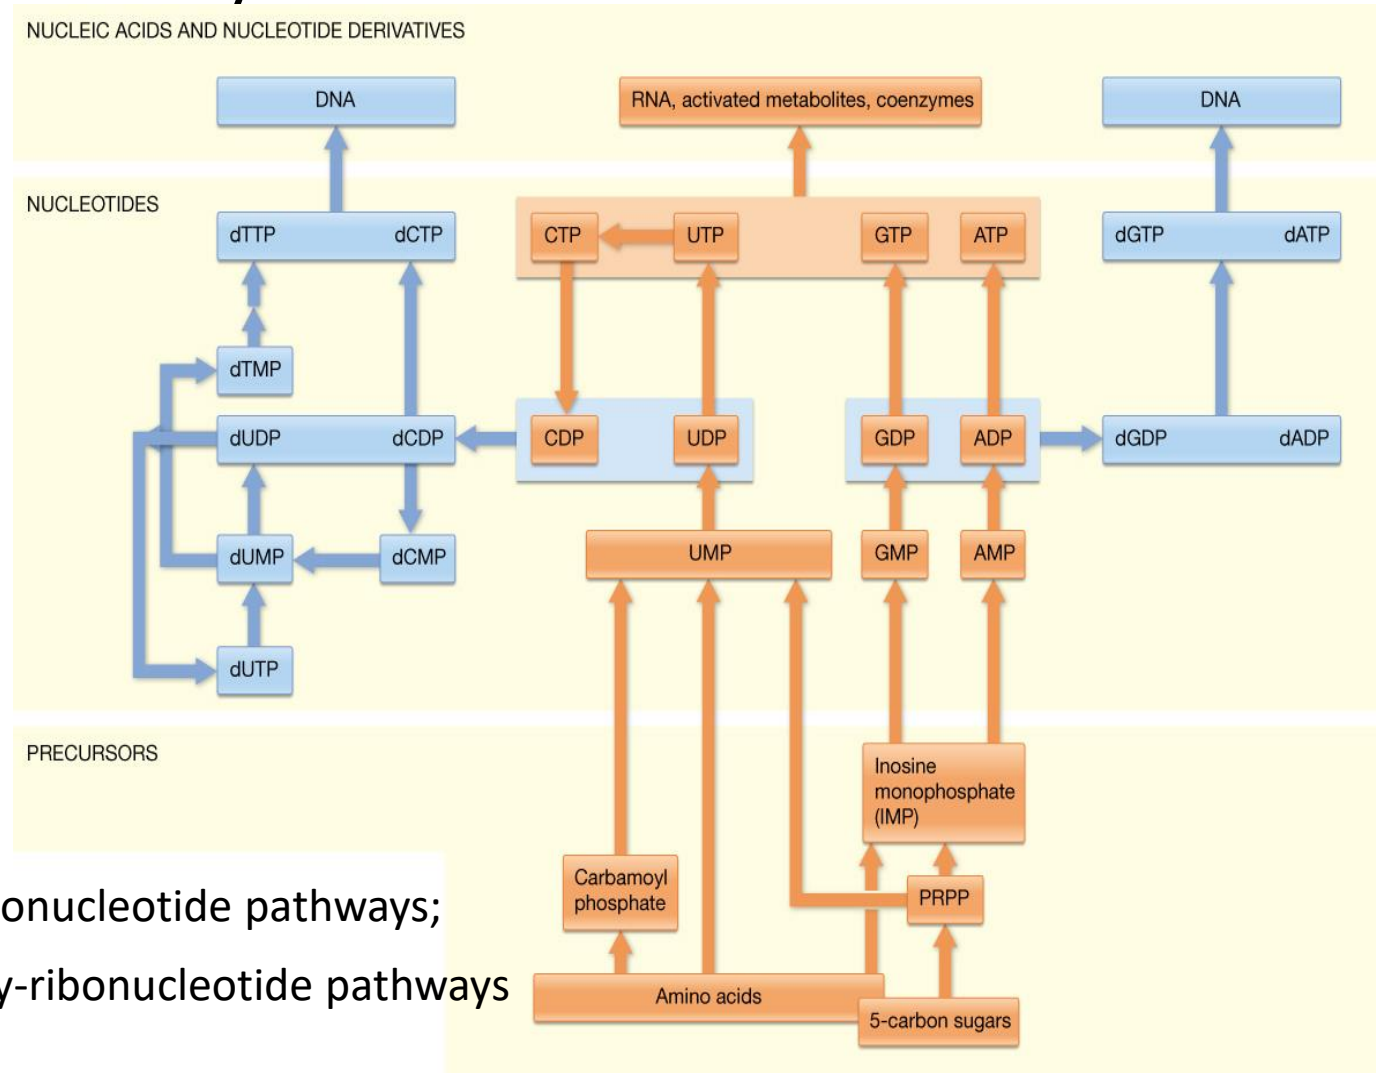 NUCLEIC ACIDS AND NUCLEOTIDE DERIVATIVES
DNA
RNA, activated metabolites, coenzymes
DNA
NUCLEOTIDES
dTTP dCTP
CTP
UTP
GTP
ATP
dGTP dATP
dTMP
dUDP dCDP
CDP
UDP
GDP
ADP
dGDP dADP
dUMP
dCMP
UMP
GMP
AMP
dUTP
PRECURSORS
Inosine
monophosphate
(IMP)
Carbamoyl
phosphate
PRPP
onucleotide pathways;
y-ribonucleotide pathways
Amino acids
5-carbon sugars